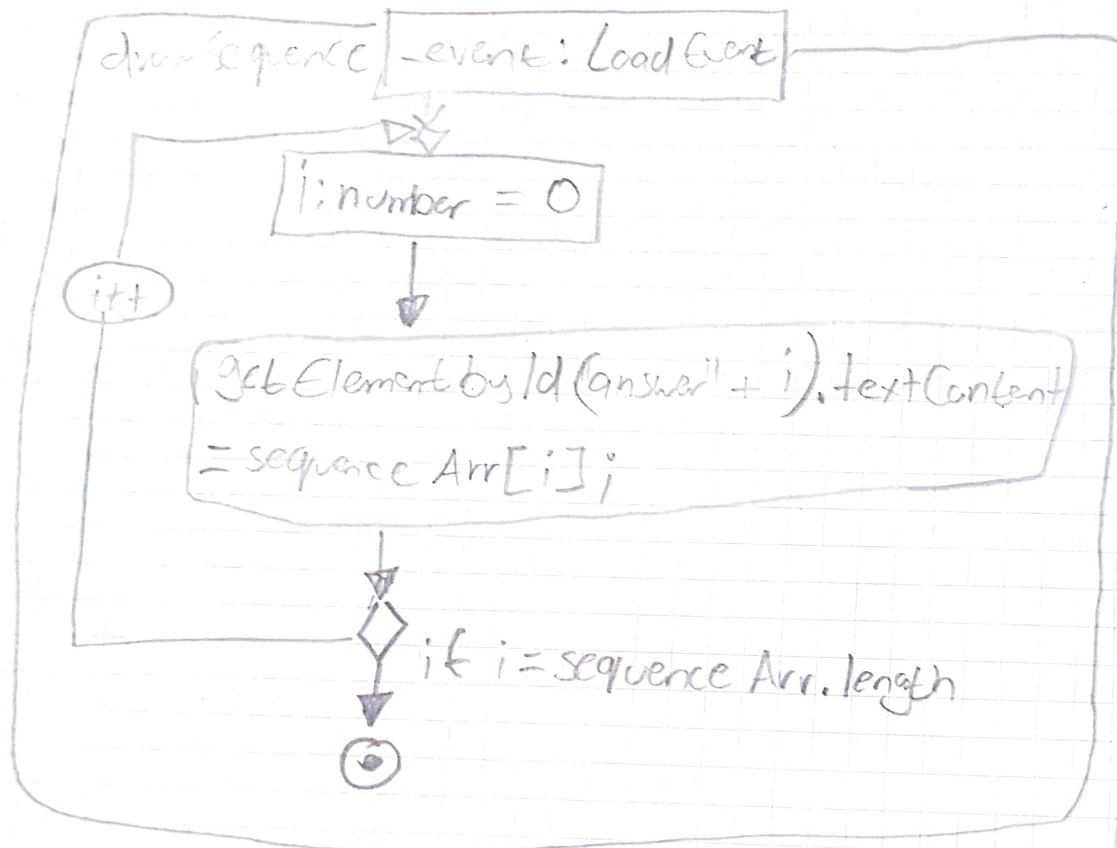 drawSequence
_event: LoadEvent
i: number = 0
i++
getElementbyId(answer" + i).textContent
= sequenceArr[i];
if i = sequenceArr.length